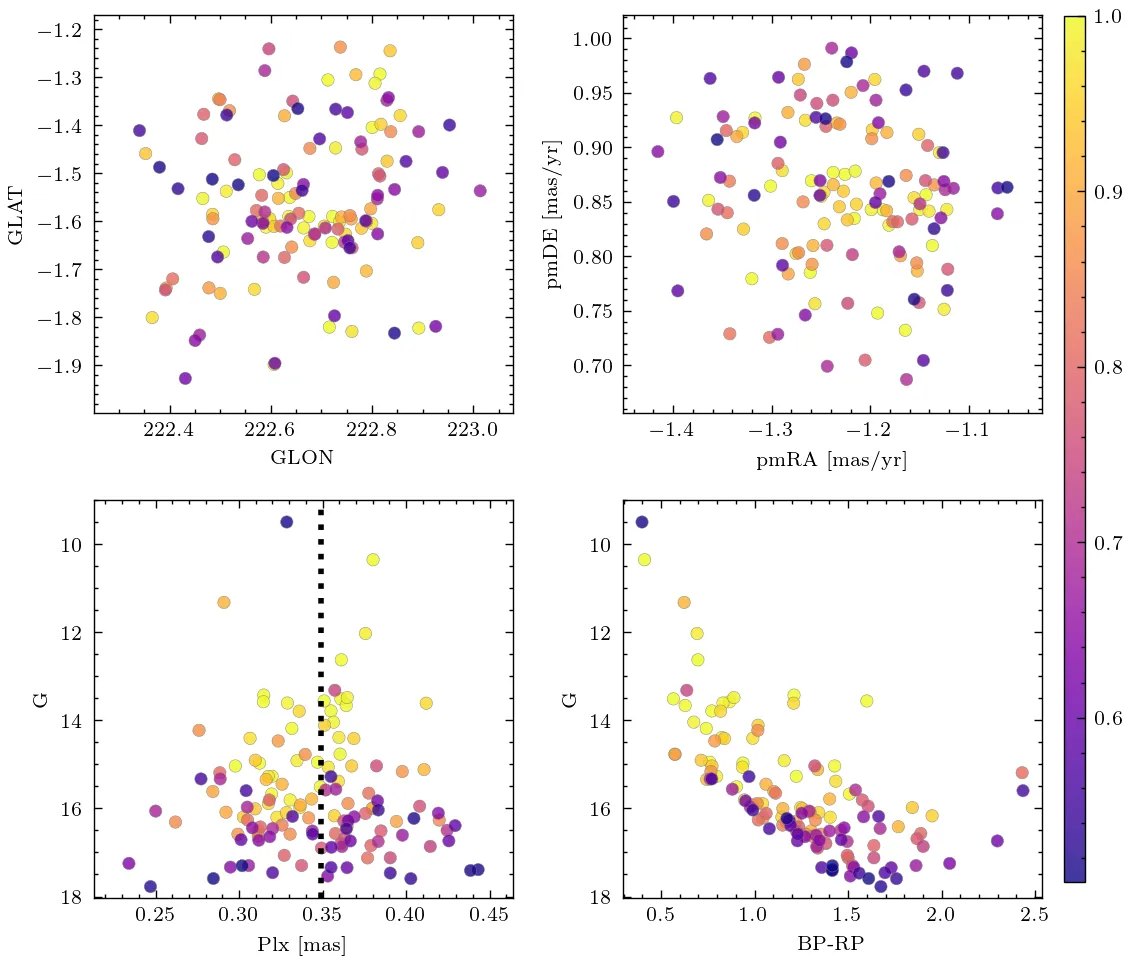 −1.2
−1.3
−1.4
−1.5
−1.6
−1.7
−1.8
−1.9
GLAT
222.4 222.6 222.8 223.0
GLON
1.00
0.95
0.90
0.85
0.80
0.75
0.70
pmDE [mas/yr]
−1.4 −1.3 −1.2 −1.1
pmRA [mas/yr]
1.0
0.9
0.8
0.7
0.6
10
12
14
16
18
G
0.25 0.30 0.35 0.40 0.45
Plx [mas]
10
12
14
16
18
G
0.5 1.0 1.5 2.0 2.5
BP-RP